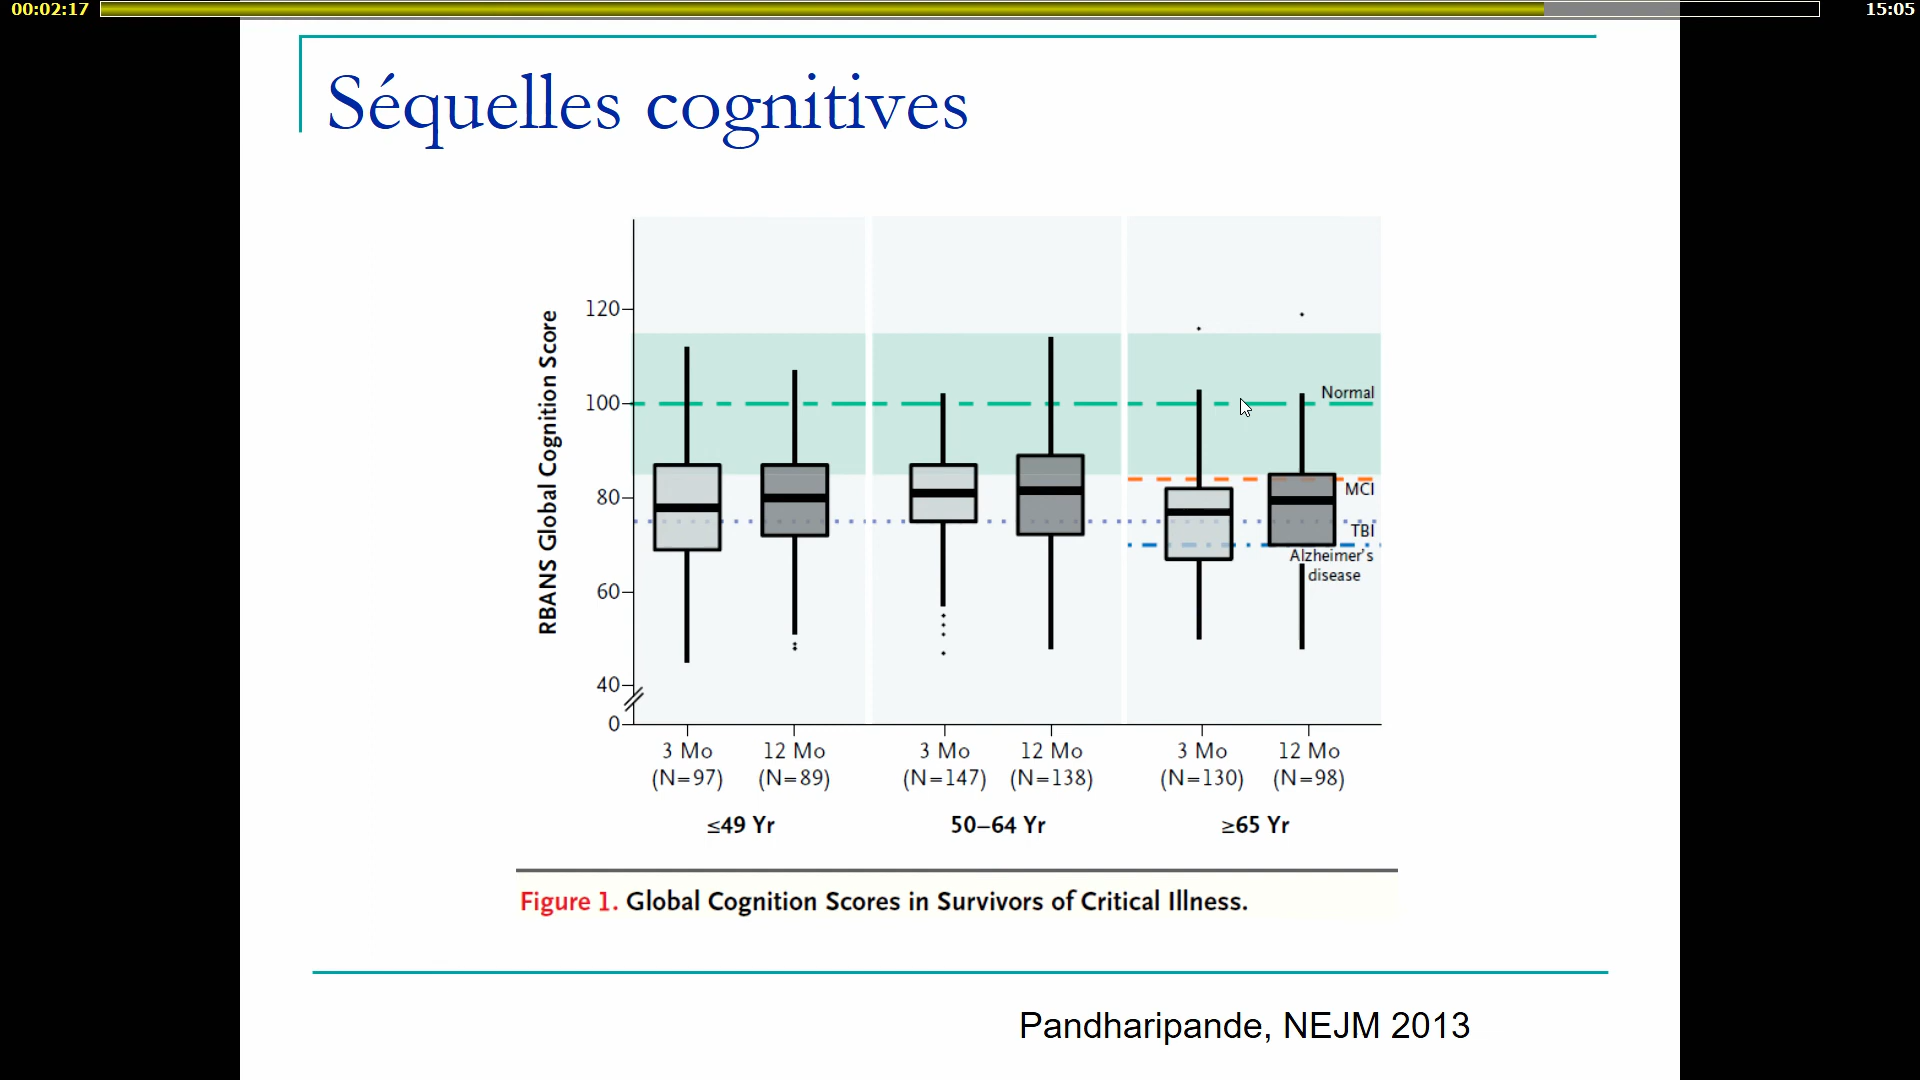 00:02:17 15:05
Séquelles cognitives
RBANS Global Cognition Score
120
100
80
60
40
0
Normal
MCI
TBI
Alzheimer's
disease
3 Mo 12 Mo 3 Mo 12 Mo 3 Mo 12 Mo
(N=97) (N=89) (N=147) (N=138) (N=130) (N=98)
≤49 Yr 50–64 Yr ≥65 Yr
Figure 1. Global Cognition Scores in Survivors of Critical Illness.
Pandharipande, NEJM 2013